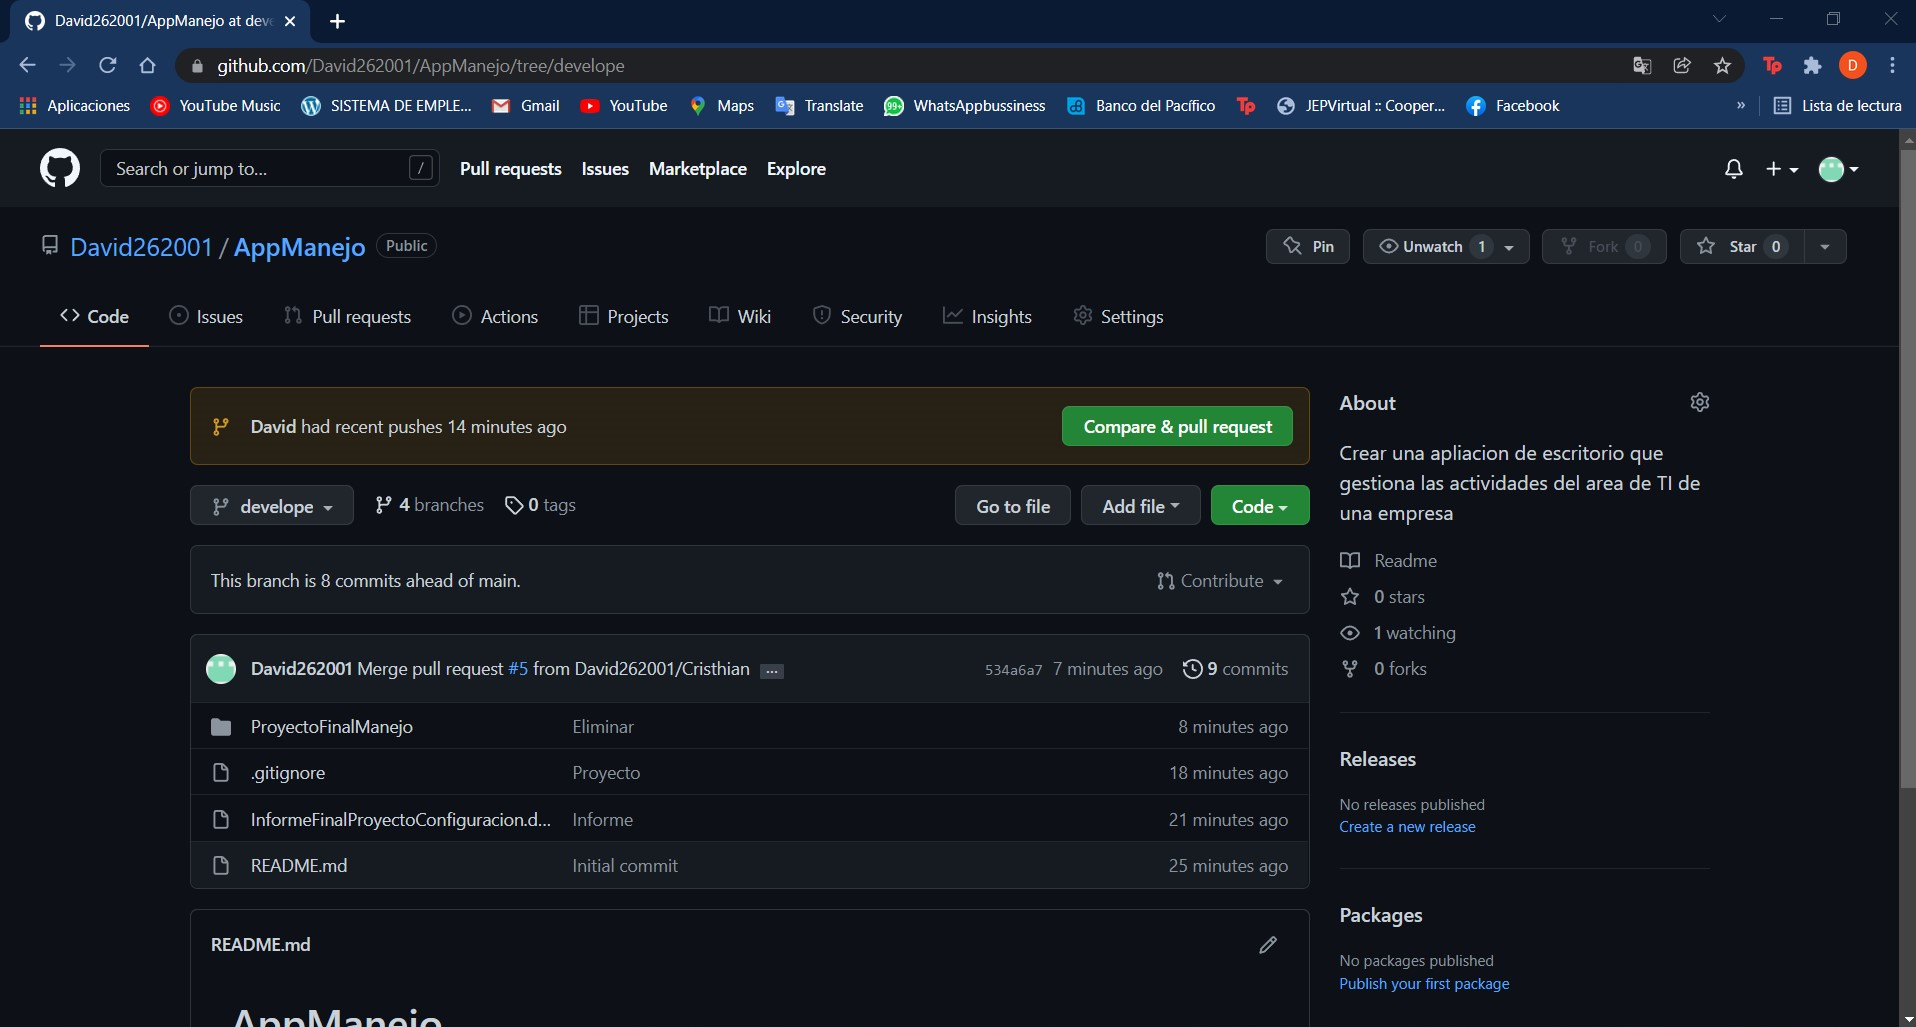 David262001/AppManejo at deve
github.com/David262001/AppManejo/tree/develope
D
Aplicaciones YouTube Music SISTEMA DE EMPLE... Gmail YouTube Maps Translate 99+ WhatsAppbussiness Banco del Pacífico Tp JEPVirtual :: Cooper... Facebook » Lista de lectura
Search or jump to... / Pull requests Issues Marketplace Explore
David262001 / AppManejo Public Pin Unwatch 1 Fork 0 Star 0
Code Issues Pull requests Actions Projects Wiki Security Insights Settings
David had recent pushes 14 minutes ago Compare & pull request
develope 4 branches 0 tags Go to file Add file Code
This branch is 8 commits ahead of main. Contribute
David262001 Merge pull request #5 from David262001/Cristhian ... 534a6a7 7 minutes ago 9 commits
ProyectoFinalManejo Eliminar 8 minutes ago
.gitignore Proyecto 18 minutes ago
InformeFinalProyectoConfiguracion.d... Informe 21 minutes ago
README.md Initial commit 25 minutes ago
README.md
AppManejo
About
Crear una apliacion de escritorio que
gestiona las actividades del area de TI de
una empresa
Readme
0 stars
1 watching
0 forks
Releases
No releases published
Create a new release
Packages
No packages published
Publish your first package